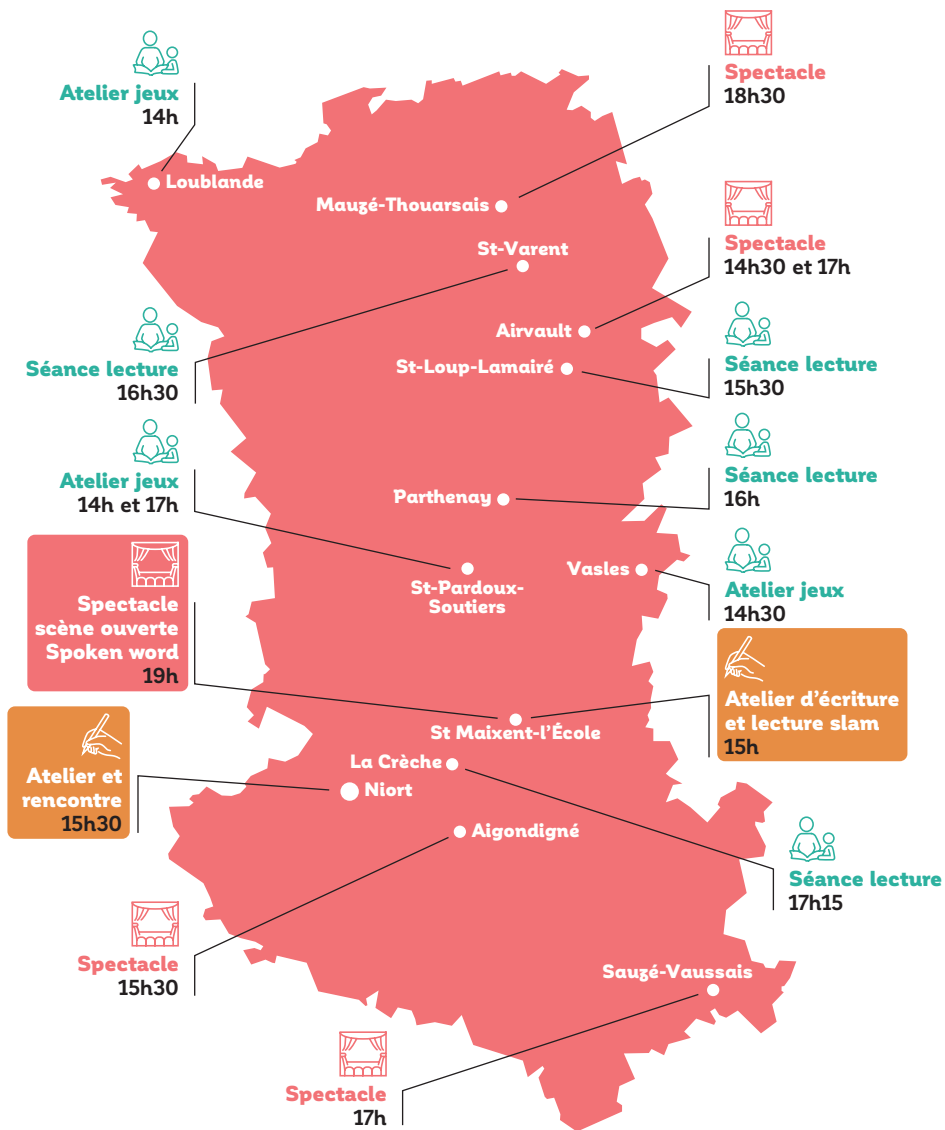 Atelier jeux
14h
Spectacle
18h30
Loublande
Mauzé-Thouarsais
St-Varent
Spectacle
14h30 et 17h
Airvault
Séance lecture
16h30
St-Loup-Lamairé
Séance lecture
15h30
Atelier jeux
14h et 17h
Parthenay
Séance lecture
16h
St-Pardoux-
Soutiers
Vasles
Atelier jeux
14h30
Spectacle
scène ouverte
Spoken word
19h
St Maixent-l'École
Atelier d'écriture
et lecture slam
15h
Atelier et
rencontre
15h30
La Crèche
Niort
Aigondigné
Séance lecture
17h15
Spectacle
15h30
Sauzé-Vaussais
Spectacle
17h